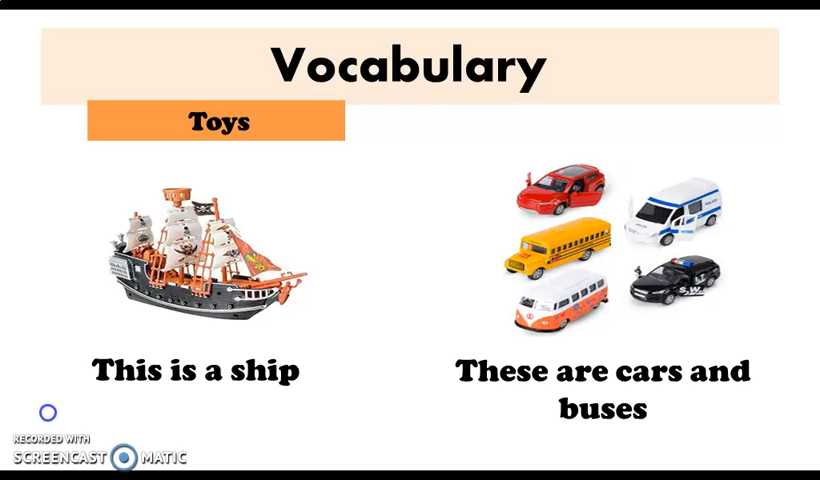 Vocabulary
Toys
S.W.
This is a ship
These are cars and
buses
RECORDED WITH
SCREENCAST MATIC